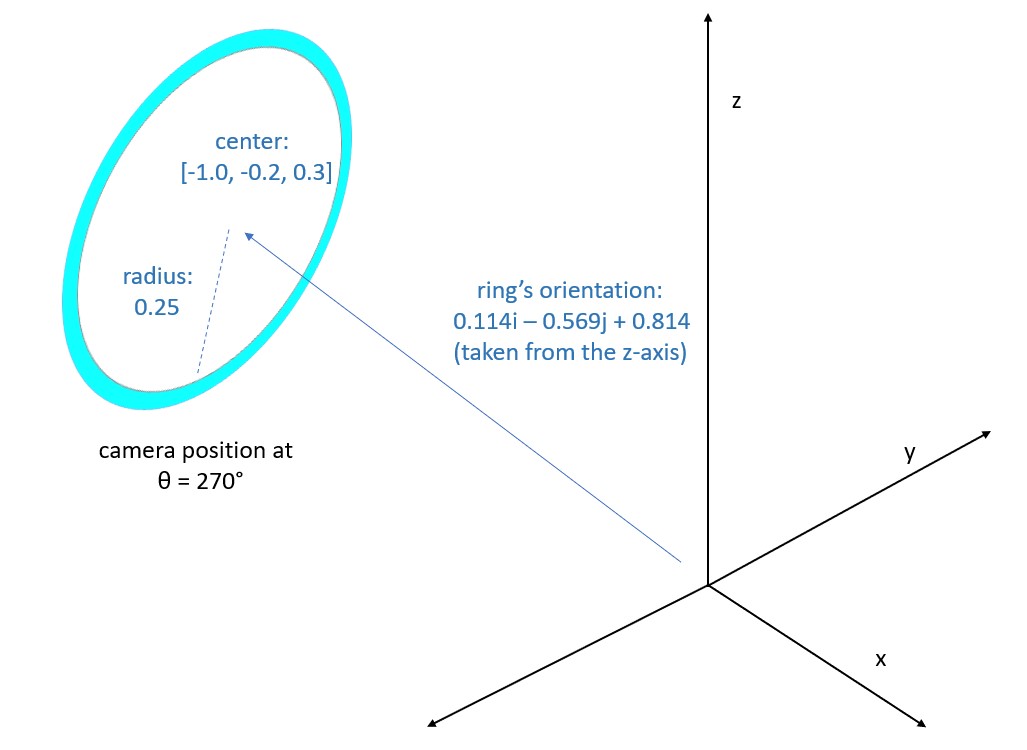 z
center:
[-1.0, -0.2, 0.3]
radius:
0.25
ring’s orientation:
0.114i – 0.569j + 0.814
(taken from the z-axis)
camera position at
θ = 270°
y
x